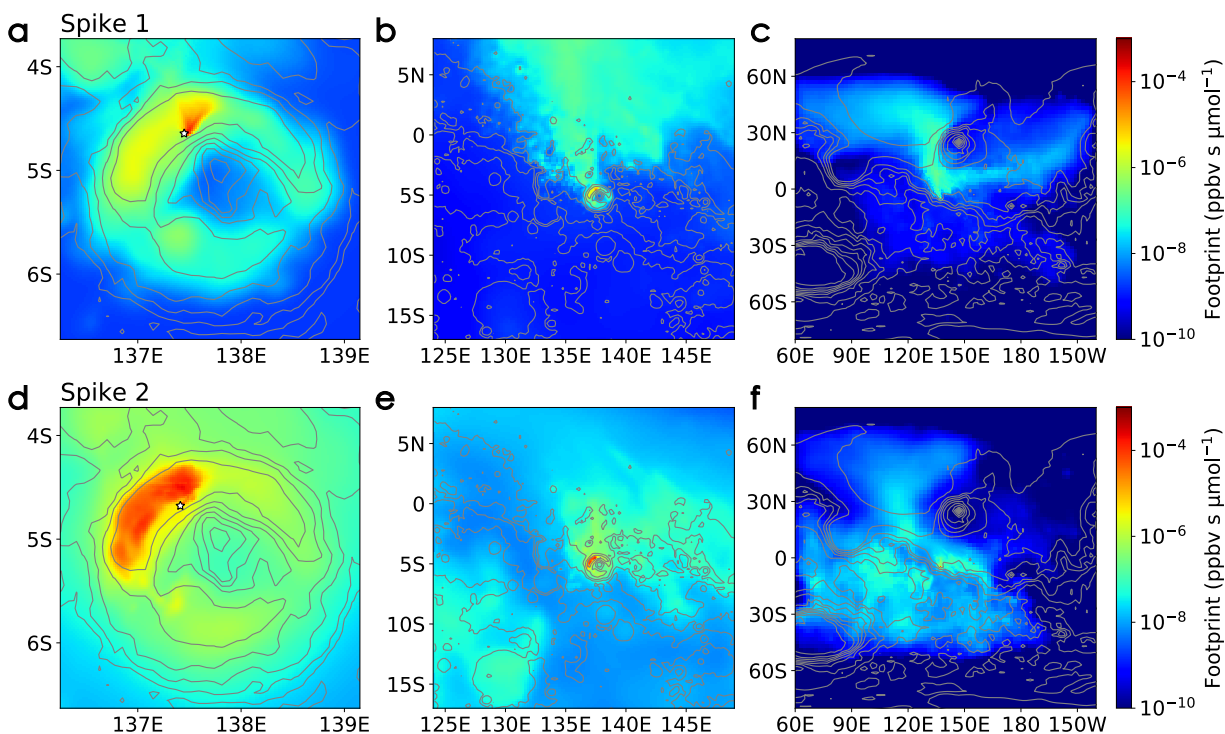 a Spike 1 b c
4S
5S
6S
137E 138E 139E
5N
0
5S
10S
15S
125E 130E 135E 140E 145E
60N
30N
0
30S
60S
60E 90E 120E 150E 180 150W
10⁻⁴
10⁻⁶
10⁻⁸
10⁻¹⁰
Footprint (ppbv s μmol⁻¹)
d Spike 2 e f
4S
5S
6S
137E 138E 139E
5N
0
5S
10S
15S
125E 130E 135E 140E 145E
60N
30N
0
30S
60S
60E 90E 120E 150E 180 150W
10⁻⁴
10⁻⁶
10⁻⁸
10⁻¹⁰
Footprint (ppbv s μmol⁻¹)